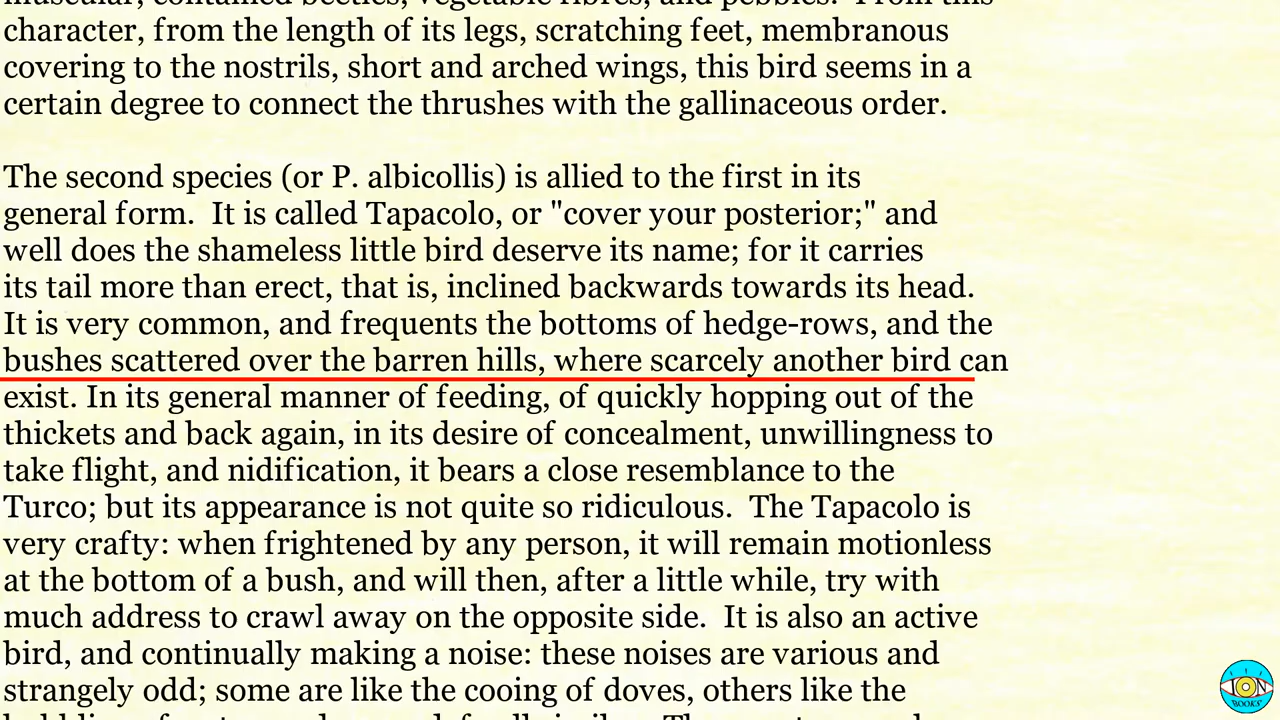 character, from the length of its legs, scratching feet, membranous
covering to the nostrils, short and arched wings, this bird seems in a
certain degree to connect the thrushes with the gallinaceous order.
The second species (or P. albicollis) is allied to the first in its
general form.  It is called Tapacolo, or "cover your posterior;" and
well does the shameless little bird deserve its name; for it carries
its tail more than erect, that is, inclined backwards towards its head.
It is very common, and frequents the bottoms of hedge-rows, and the
bushes scattered over the barren hills, where scarcely another bird can
exist. In its general manner of feeding, of quickly hopping out of the
thickets and back again, in its desire of concealment, unwillingness to
take flight, and nidification, it bears a close resemblance to the
Turco; but its appearance is not quite so ridiculous.  The Tapacolo is
very crafty: when frightened by any person, it will remain motionless
at the bottom of a bush, and will then, after a little while, try with
much address to crawl away on the opposite side.  It is also an active
bird, and continually making a noise: these noises are various and
strangely odd; some are like the cooing of doves, others like the
ION
BOOKS